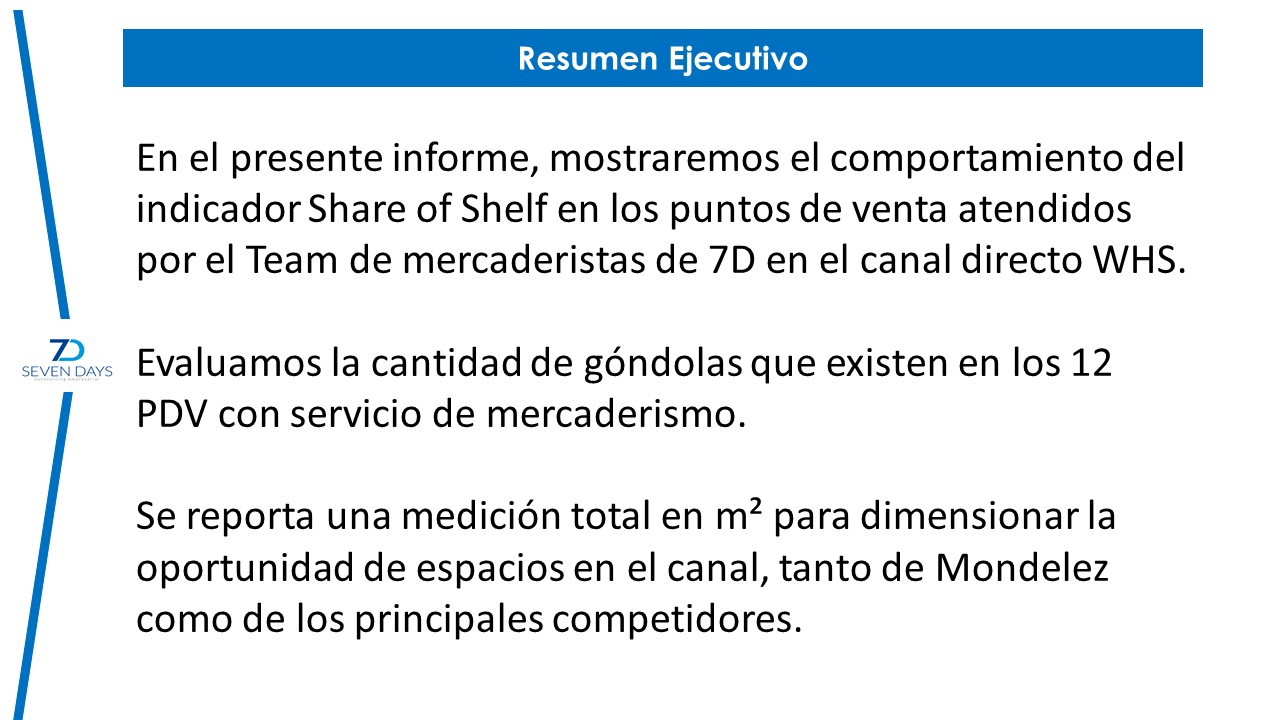 Resumen Ejecutivo
En el presente informe, mostraremos el comportamiento del
indicador Share of Shelf en los puntos de venta atendidos
por el Team de mercaderistas de 7D en el canal directo WHS.
7D
SEVEN DAYS
outsourcing empresarial
Evaluamos la cantidad de góndolas que existen en los 12
PDV con servicio de mercaderismo.
Se reporta una medición total en m² para dimensionar la
oportunidad de espacios en el canal, tanto de Mondelez
como de los principales competidores.